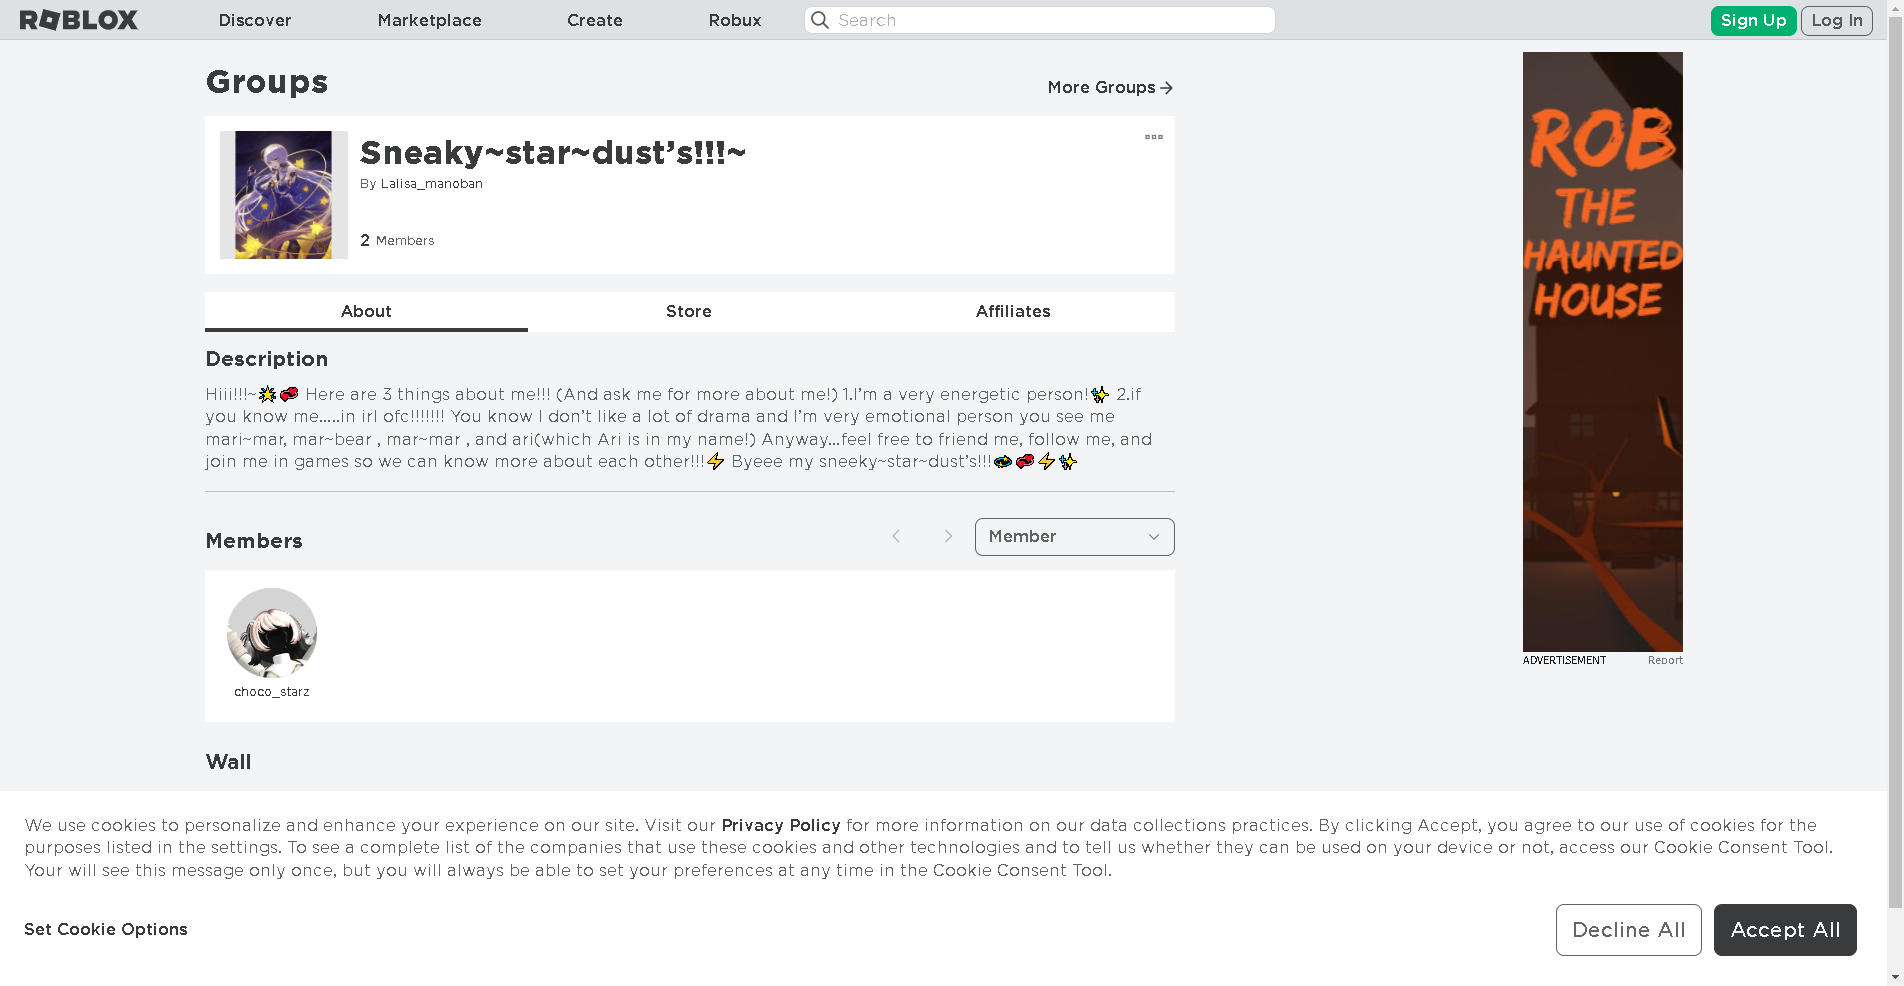 ROBLOX
Discover
Marketplace
Create
Robux
Search
Sign Up
Log In
Groups
More Groups
Sneaky~star~dust’s!!!~
By Lalisa_manoban
2 Members
About
Store
Affiliates
Description
Hiii!!!~🌟💞 Here are 3 things about me!!! (And ask me for more about me!) 1.I’m a very energetic person!✨ 2.if
you know me.....in irl ofc!!!!!!! You know I don’t like a lot of drama and I’m very emotional person you see me
mari~mar, mar~bear , mar~mar , and ari(which Ari is in my name!) Anyway...feel free to friend me, follow me, and
join me in games so we can know more about each other!!!⚡ Byeee my sneeky~star~dust’s!!!💫💞⚡✨
Members
Member
choco_starz
Wall
ROB
THE
HAUNTED
HOUSE
ADVERTISEMENT
Report
We use cookies to personalize and enhance your experience on our site. Visit our Privacy Policy for more information on our data collections practices. By clicking Accept, you agree to our use of cookies for the
purposes listed in the settings. To see a complete list of the companies that use these cookies and other technologies and to tell us whether they can be used on your device or not, access our Cookie Consent Tool.
Your will see this message only once, but you will always be able to set your preferences at any time in the Cookie Consent Tool.
Set Cookie Options
Decline All
Accept All